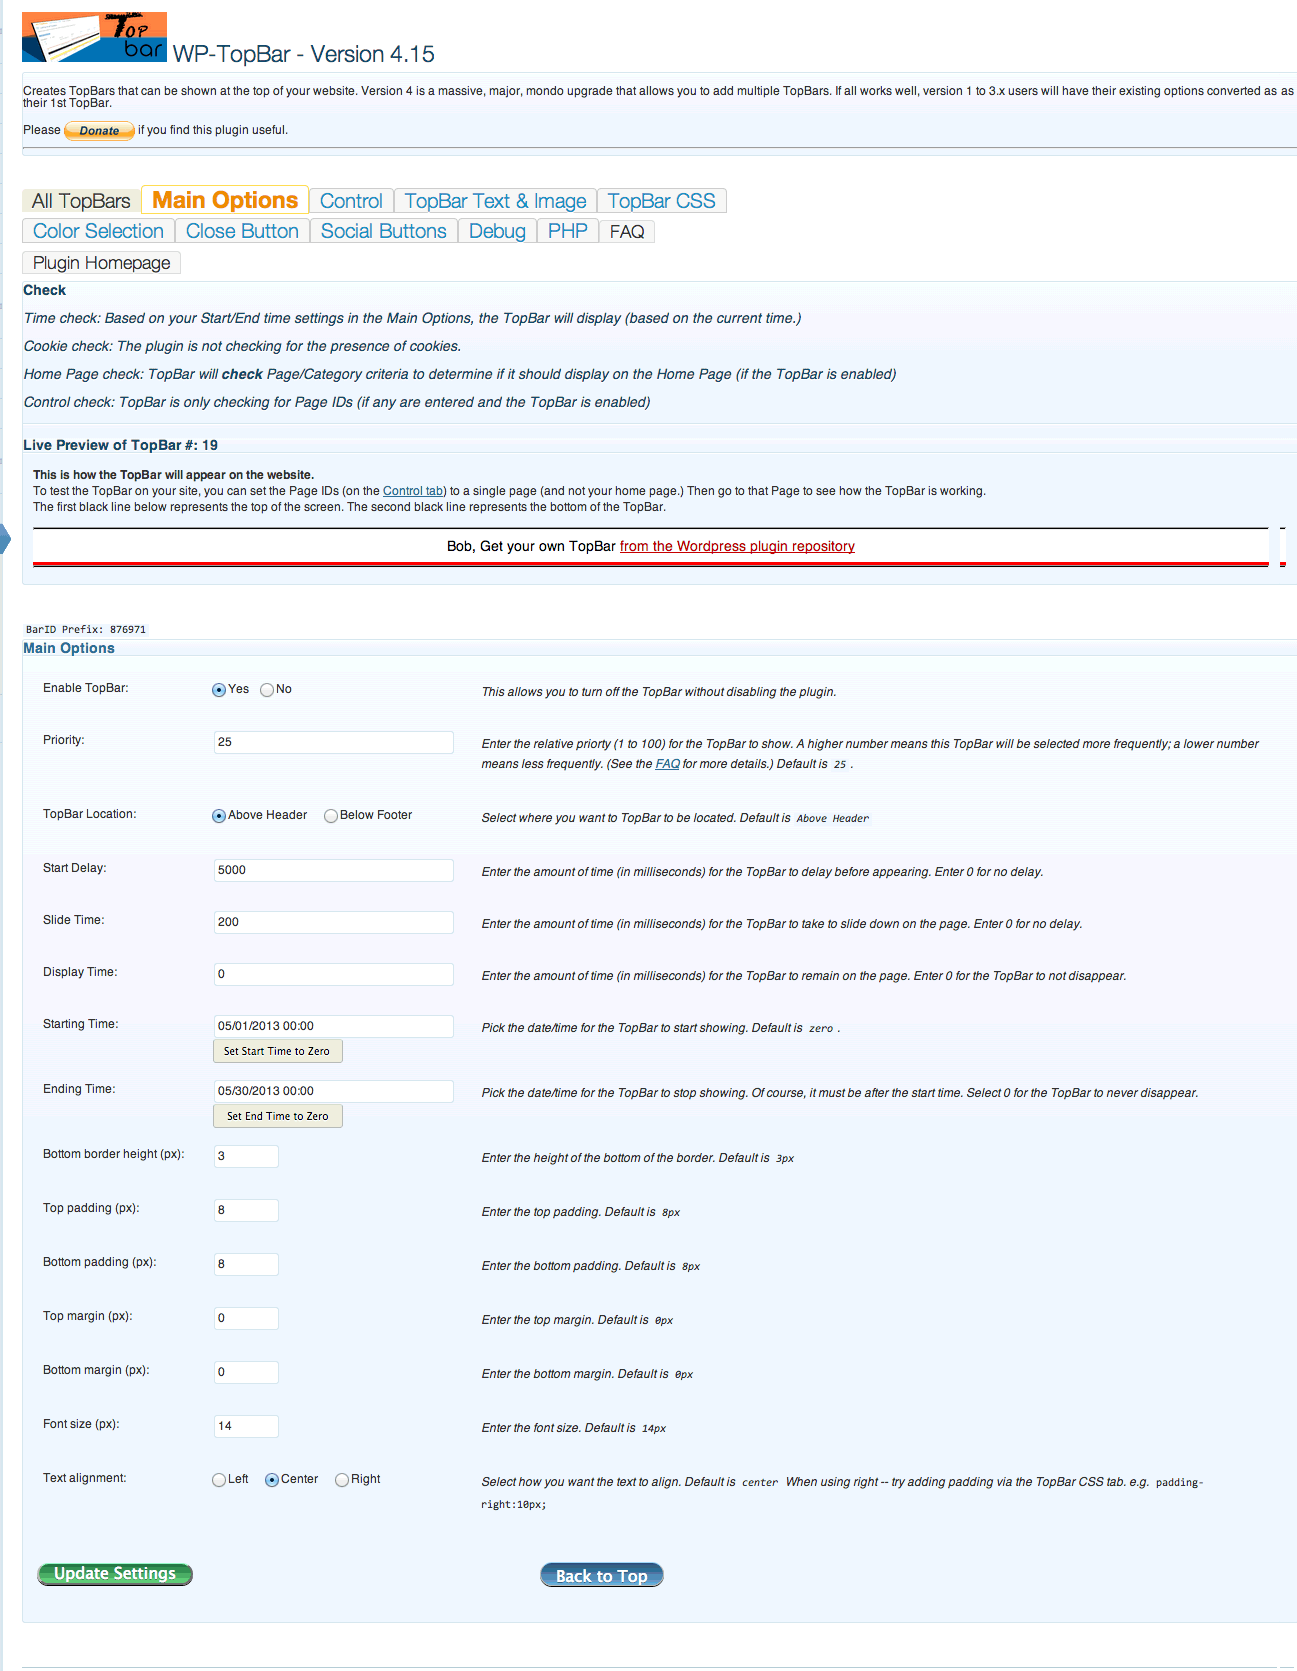 Top
bar
WP-TopBar - Version 4.15
Creates TopBars that can be shown at the top of your website. Version 4 is a massive, major, mondo upgrade that allows you to add multiple TopBars. If all works well, version 1 to 3.x users will have their existing options converted as as
their 1st TopBar.
Please Donate if you find this plugin useful.
All TopBars Main Options Control TopBar Text & Image TopBar CSS
Color Selection Close Button Social Buttons Debug PHP FAQ
Plugin Homepage
Check
Time check: Based on your Start/End time settings in the Main Options, the TopBar will display (based on the current time.)
Cookie check: The plugin is not checking for the presence of cookies.
Home Page check: TopBar will check Page/Category criteria to determine if it should display on the Home Page (if the TopBar is enabled)
Control check: TopBar is only checking for Page IDs (if any are entered and the TopBar is enabled)
Live Preview of TopBar #: 19
This is how the TopBar will appear on the website.
To test the TopBar on your site, you can set the Page IDs (on the Control tab) to a single page (and not your home page.) Then go to that Page to see how the TopBar is working.
The first black line below represents the top of the screen. The second black line represents the bottom of the TopBar.
Bob, Get your own TopBar from the Wordpress plugin repository
BarID Prefix: 876971
Main Options
Enable TopBar: Yes No This allows you to turn off the TopBar without disabling the plugin.
Priority: 25 Enter the relative priorty (1 to 100) for the TopBar to show. A higher number means this TopBar will be selected more frequently; a lower number
means less frequently. (See the FAQ for more details.) Default is 25 .
TopBar Location: Above Header Below Footer Select where you want to TopBar to be located. Default is Above Header
Start Delay: 5000 Enter the amount of time (in milliseconds) for the TopBar to delay before appearing. Enter 0 for no delay.
Slide Time: 200 Enter the amount of time (in milliseconds) for the TopBar to take to slide down on the page. Enter 0 for no delay.
Display Time: 0 Enter the amount of time (in milliseconds) for the TopBar to remain on the page. Enter 0 for the TopBar to not disappear.
Starting Time: 05/01/2013 00:00 Pick the date/time for the TopBar to start showing. Default is zero .
Set Start Time to Zero
Ending Time: 05/30/2013 00:00 Pick the date/time for the TopBar to stop showing. Of course, it must be after the start time. Select 0 for the TopBar to never disappear.
Set End Time to Zero
Bottom border height (px): 3 Enter the height of the bottom of the border. Default is 3px
Top padding (px): 8 Enter the top padding. Default is 8px
Bottom padding (px): 8 Enter the bottom padding. Default is 8px
Top margin (px): 0 Enter the top margin. Default is 0px
Bottom margin (px): 0 Enter the bottom margin. Default is 0px
Font size (px): 14 Enter the font size. Default is 14px
Text alignment: Left Center Right Select how you want the text to align. Default is center When using right -- try adding padding via the TopBar CSS tab. e.g. padding-
right:10px;
Update Settings Back to Top